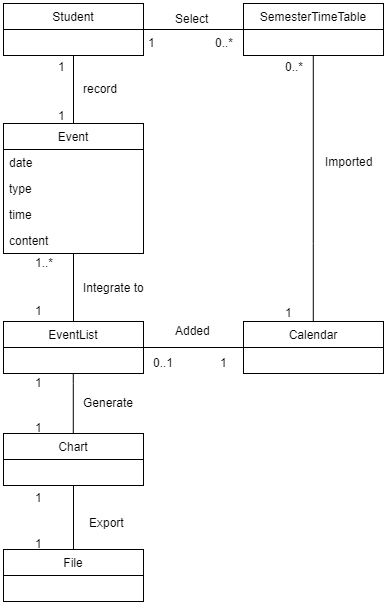 Student
Select
SemesterTimeTable
1
0..*
1
0..*
record
1
Event
date
type
time
content
Imported
1..*
Integrate to
1
1
EventList
Added
Calendar
0..1
1
1
Generate
1
Chart
1
Export
1
File